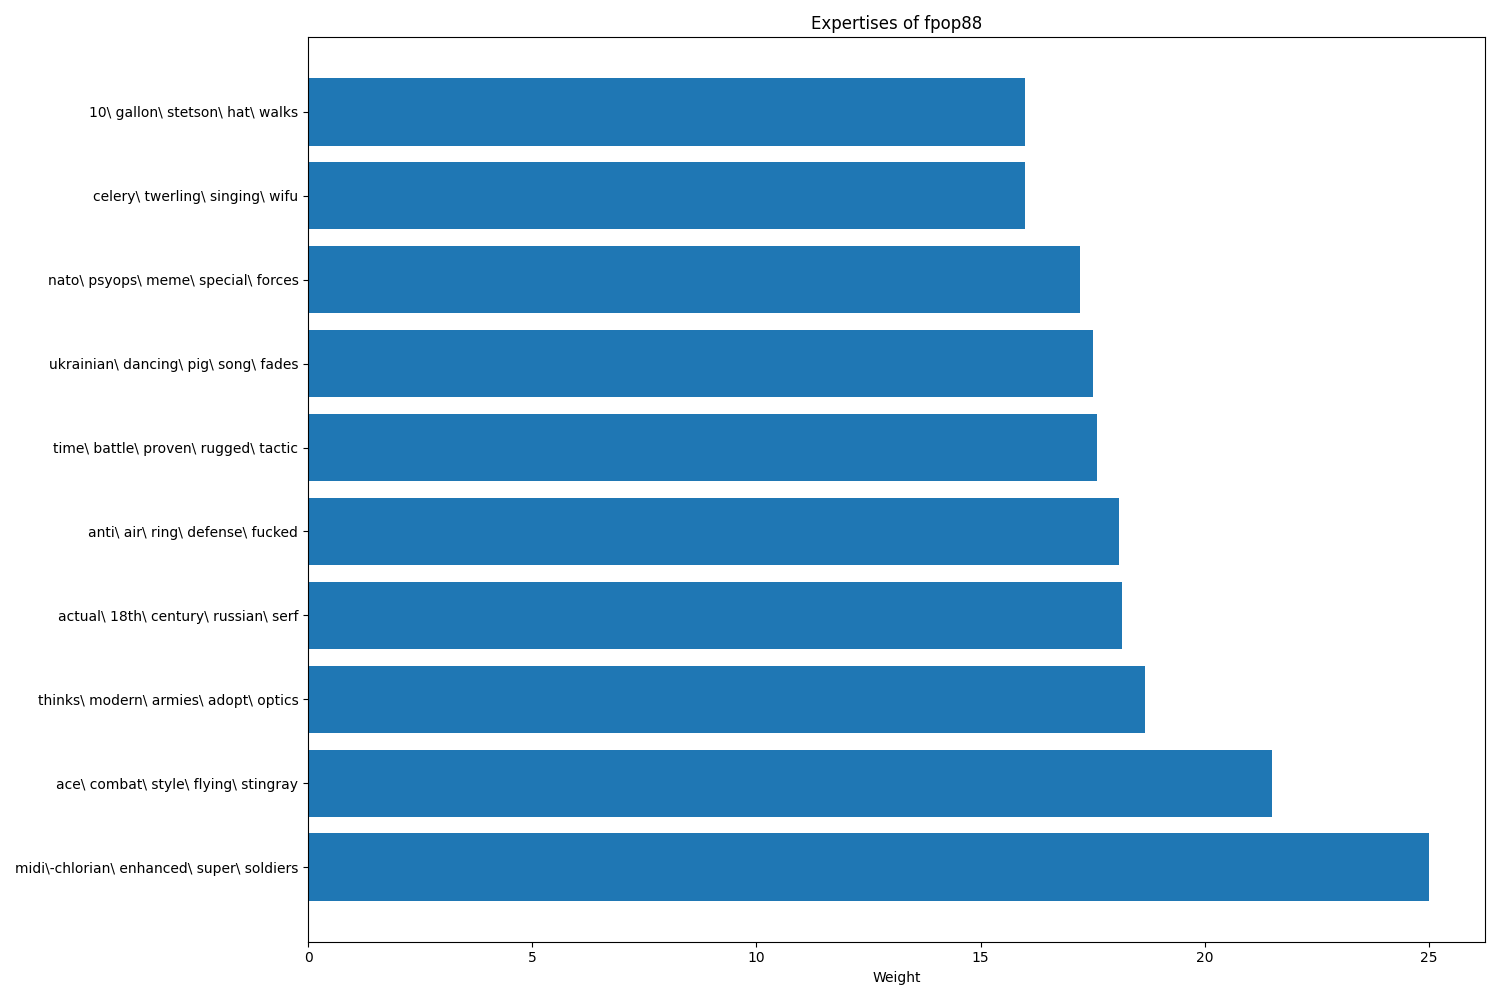 Expertises of fpop88
10\ gallon\ stetson\ hat\ walks
celery\ twerling\ singing\ wifu
nato\ psyops\ meme\ special\ forces
ukrainian\ dancing\ pig\ song\ fades
time\ battle\ proven\ rugged\ tactic
anti\ air\ ring\ defense\ fucked
actual\ 18th\ century\ russian\ serf
thinks\ modern\ armies\ adopt\ optics
ace\ combat\ style\ flying\ stingray
midi\-chlorian\ enhanced\ super\ soldiers
0 5 10 15 20 25
Weight